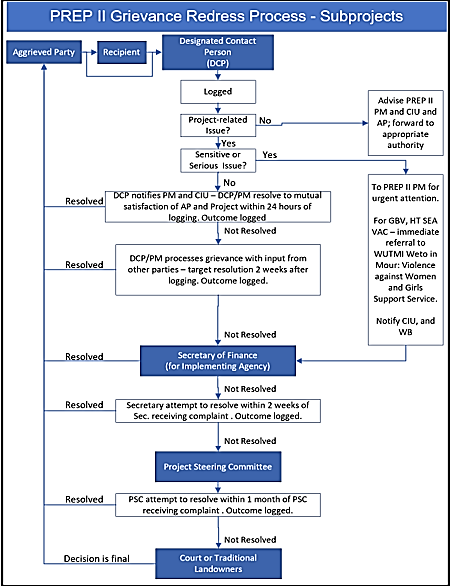 PREP II Grievance Redress Process - Subprojects
Aggrieved Party
Recipient
Designated Contact
Person
(DCP)
Logged
Project-related
Issue?
No
Advise PREP II
PM and CIU and
AP; forward to
appropriate
authority
Yes
Sensitive or
Serious Issue?
Yes
No
To PREP II PM for
urgent attention.
For GBV, HT SEA
VAC – immediate
referral to
WUTMI Weto in
Mour: Violence
against Women
and Girls
Support Service.
Notify CIU, and
WB
Resolved
DCP notifies PM and CIU – DCP/PM resolve to mutual
satisfaction of AP and Project within 24 hours of
logging. Outcome logged
Not Resolved
DCP/PM processes grievance with input from
other parties – target resolution 2 weeks after
logging. Outcome logged.
Resolved
Not Resolved
Resolved
Secretary of Finance
(for Implementing Agency)
Not Resolved
Resolved
Secretary attempt to resolve within 2 weeks of
Sec. receiving complaint . Outcome logged.
Not Resolved
Project Steering Committee
Resolved
PSC attempt to resolve within 1 month of PSC
receiving complaint . Outcome logged.
Not Resolved
Decision is final
Court or Traditional
Landowners